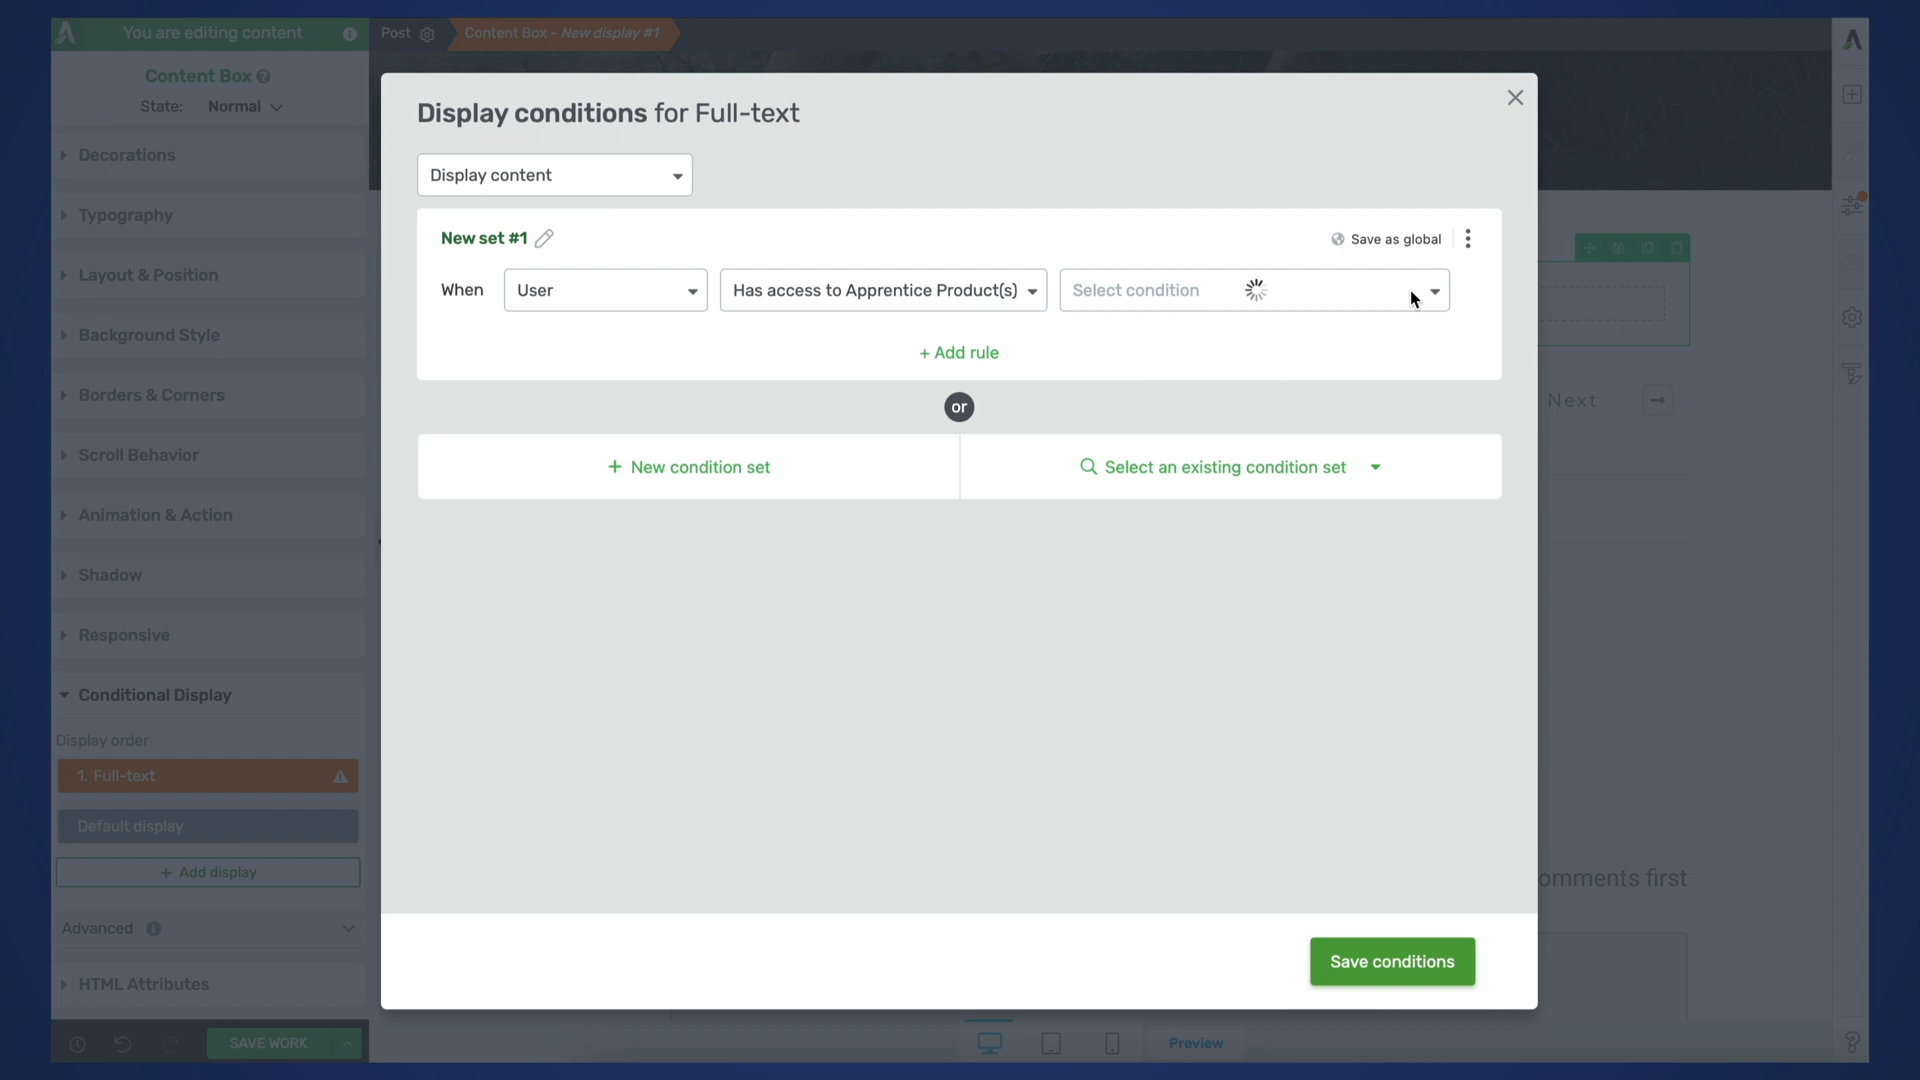 You are editing content
Post
Content Box - New display #1
Content Box
State: Normal
Decorations
Typography
Layout & Position
Background Style
Borders & Corners
Scroll Behavior
Animation & Action
Shadow
Responsive
Conditional Display
Display order
1. Full-text
Default display
+ Add display
Advanced
HTML Attributes
SAVE WORK
Display conditions for Full-text
Display content
New set #1
Save as global
When
User
Has access to Apprentice Product(s)
Select condition
+ Add rule
or
+ New condition set
Select an existing condition set
Save conditions
Next
omments first
Preview